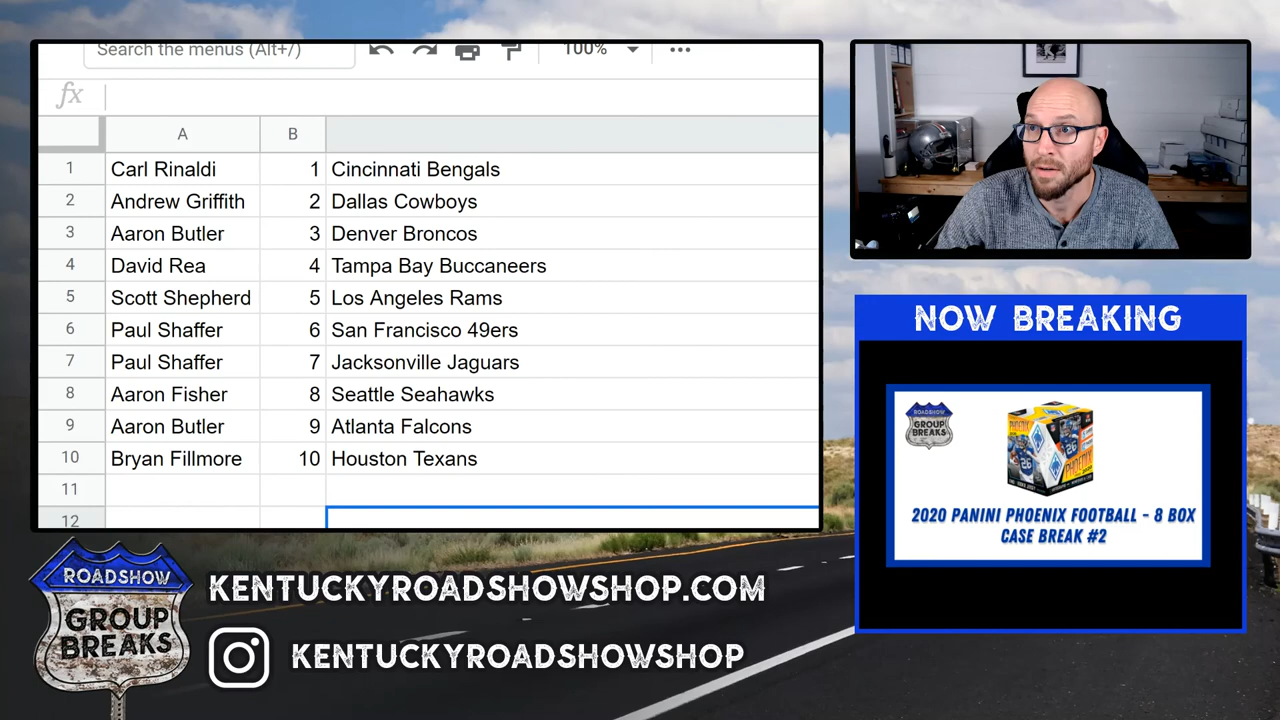 Search the menus (Alt+/)
100%
fx
A B
1 Carl Rinaldi 1 Cincinnati Bengals
2 Andrew Griffith 2 Dallas Cowboys
3 Aaron Butler 3 Denver Broncos
4 David Rea 4 Tampa Bay Buccaneers
5 Scott Shepherd 5 Los Angeles Rams
6 Paul Shaffer 6 San Francisco 49ers
7 Paul Shaffer 7 Jacksonville Jaguars
8 Aaron Fisher 8 Seattle Seahawks
9 Aaron Butler 9 Atlanta Falcons
10 Bryan Fillmore 10 Houston Texans
11
12
NOW BREAKING
ROADSHOW
GROUP
BREAKS
PHOENIX
26
26
PHOENIX
2020 PANINI PHOENIX FOOTBALL - 8 BOX
CASE BREAK #2
ROADSHOW
GROUP
BREAKS
KENTUCKYROADSHOWSHOP.COM
KENTUCKYROADSHOWSHOP